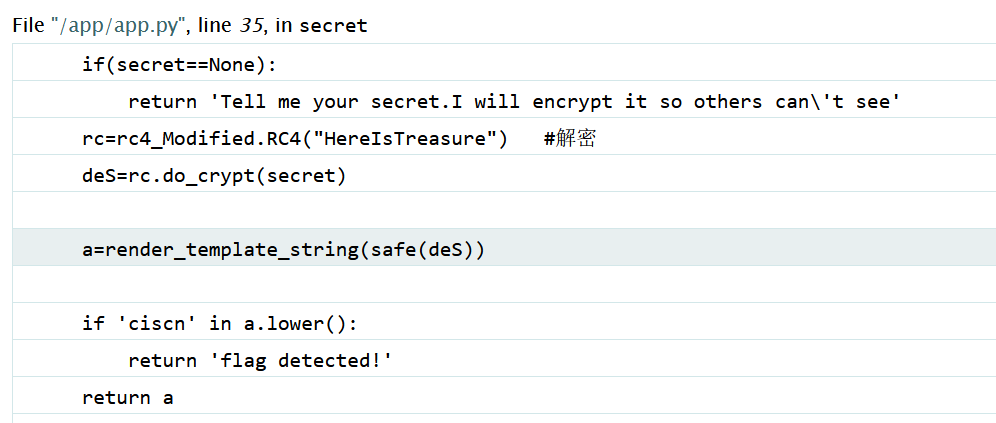 File "/app/app.py", line 35, in secret
if(secret==None):
return 'Tell me your secret.I will encrypt it so others can\'t see'
rc=rc4_Modified.RC4("HereIsTreasure")   #解密
deS=rc.do_crypt(secret)
a=render_template_string(safe(deS))
if 'ciscn' in a.lower():
return 'flag detected!'
return a